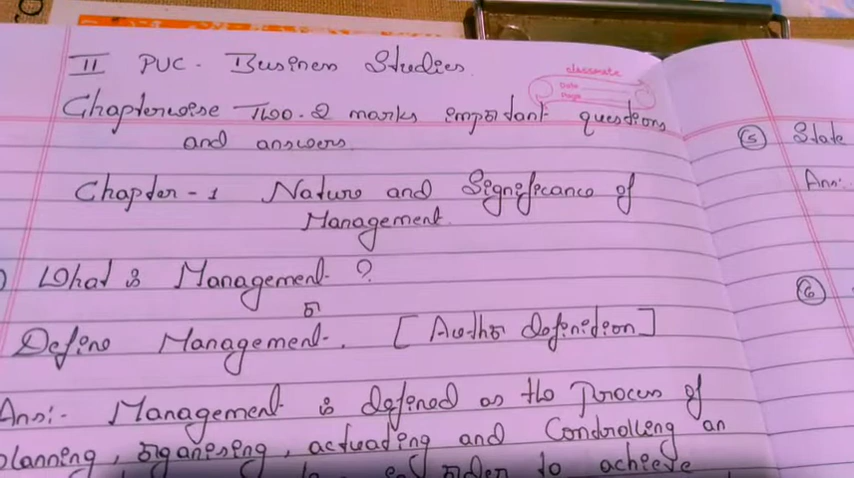 II PUC. Business Studies
classmate
Date
Page
Chapterwise Two. 2 marks important questions
and answers
Chapter - 1 Nature and Significance of
Management
) What is Management ?
or
Define Management. [ Author definition ]
Ans:- Management is defined as the Process of
planning, organising, actuading and Controlling an
order to achieve
5 State
Ans:-
6